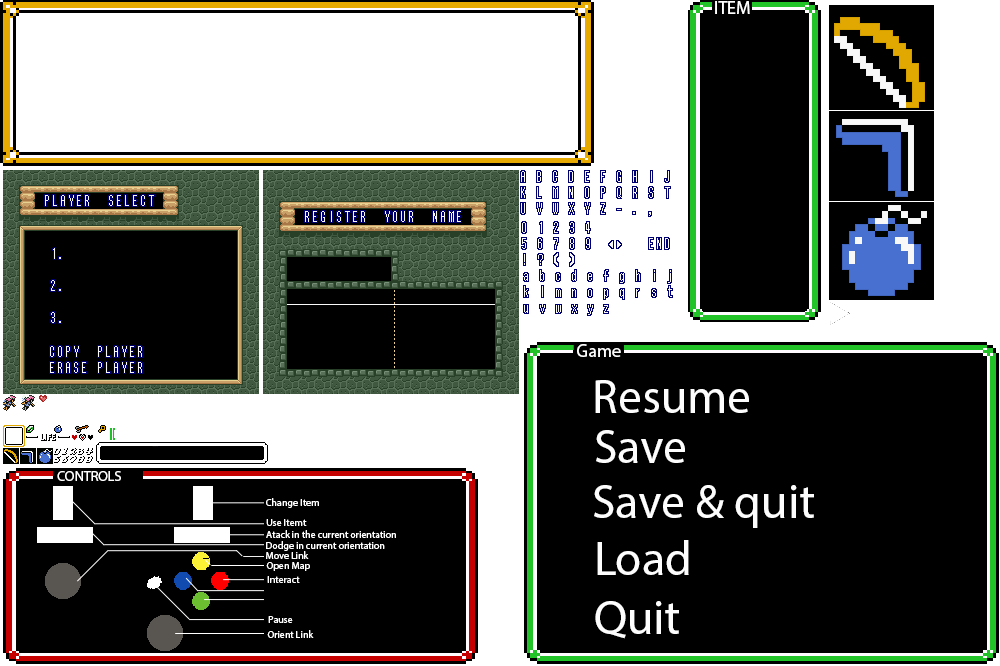 ITEM
PLAYER SELECT
1.
2.
3.
COPY PLAYER
ERASE PLAYER
REGISTER YOUR NAME
A B C D E F G H I J
K L M N O P Q R S T
U V W X Y Z - . ,
0 1 2 3 4
5 6 7 8 9 END
! ? ( )
a b c d e f g h i j
k l m n o p q r s t
u v w x y z
-LIFE-
01234
56789
CONTROLS
Change Item
Use Itemt
Atack in the current orientation
Dodge in current orientation
Move Link
Open Map
Interact
Pause
Orient Link
Game
Resume
Save
Save & quit
Load
Quit